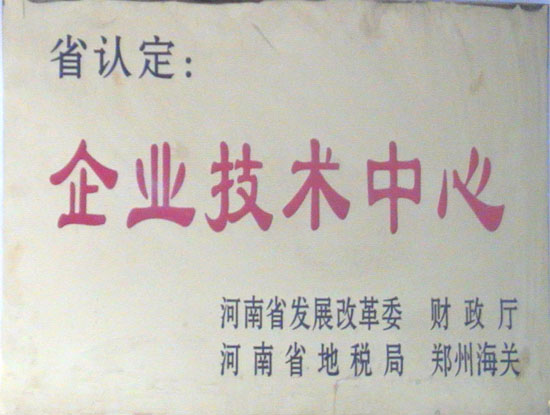 省认定：
企业技术中心
河南省发展改革委 财政厅
河南省地税局 郑州海关